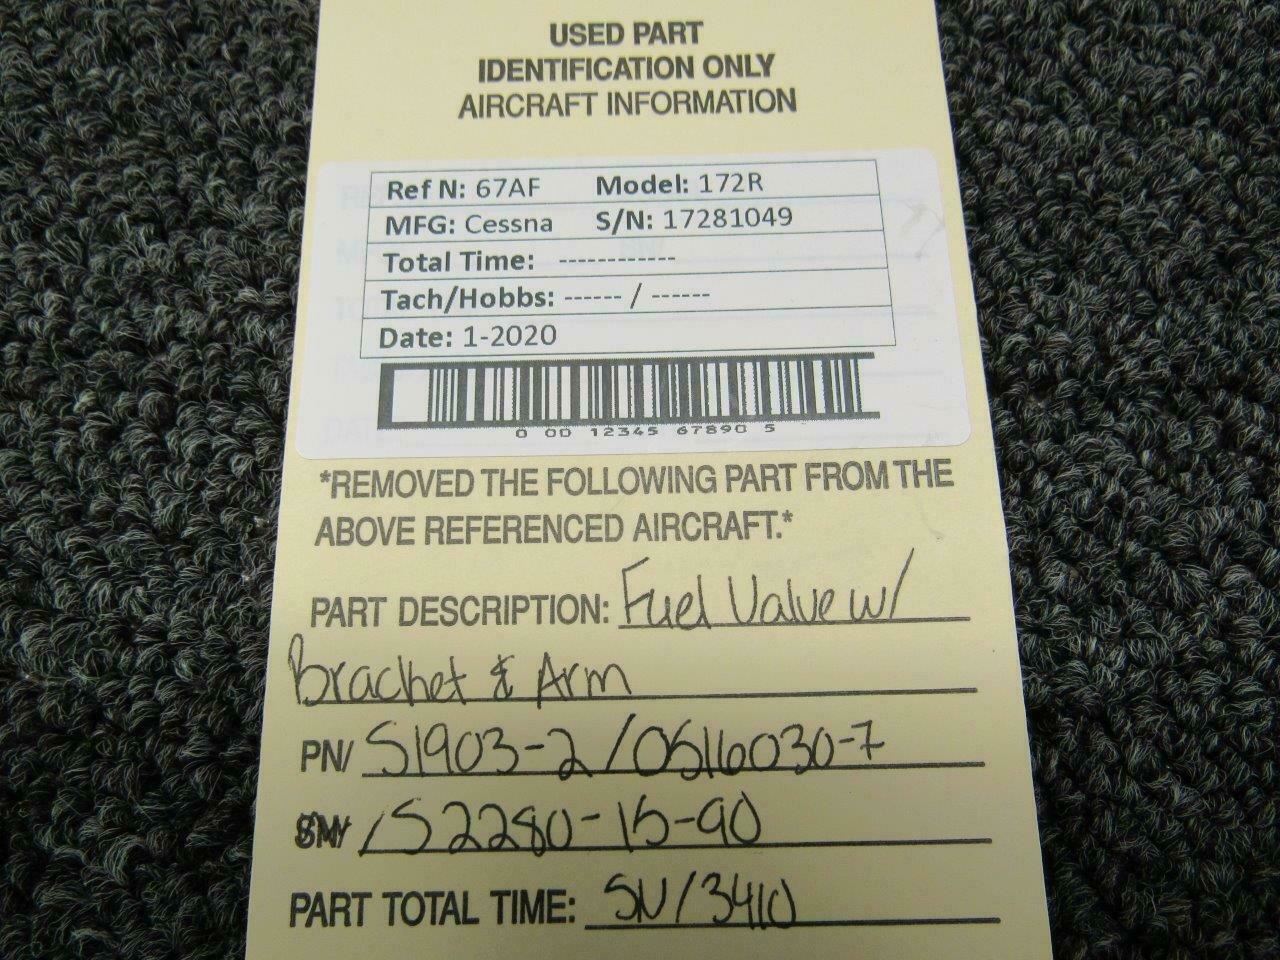 USED PART
IDENTIFICATION ONLY
AIRCRAFT INFORMATION
Ref N: 67AF Model: 172R
MFG: Cessna S/N: 17281049
Total Time: ------------
Tach/Hobbs: ------ / ------
Date: 1-2020
0 00 12345 67890 5
*REMOVED THE FOLLOWING PART FROM THE
ABOVE REFERENCED AIRCRAFT.*
PART DESCRIPTION: Fuel Valve w/
Bracket & Arm
PN/ S1903-2/0516030-7
/S2280-15-90
PART TOTAL TIME: SN/3410